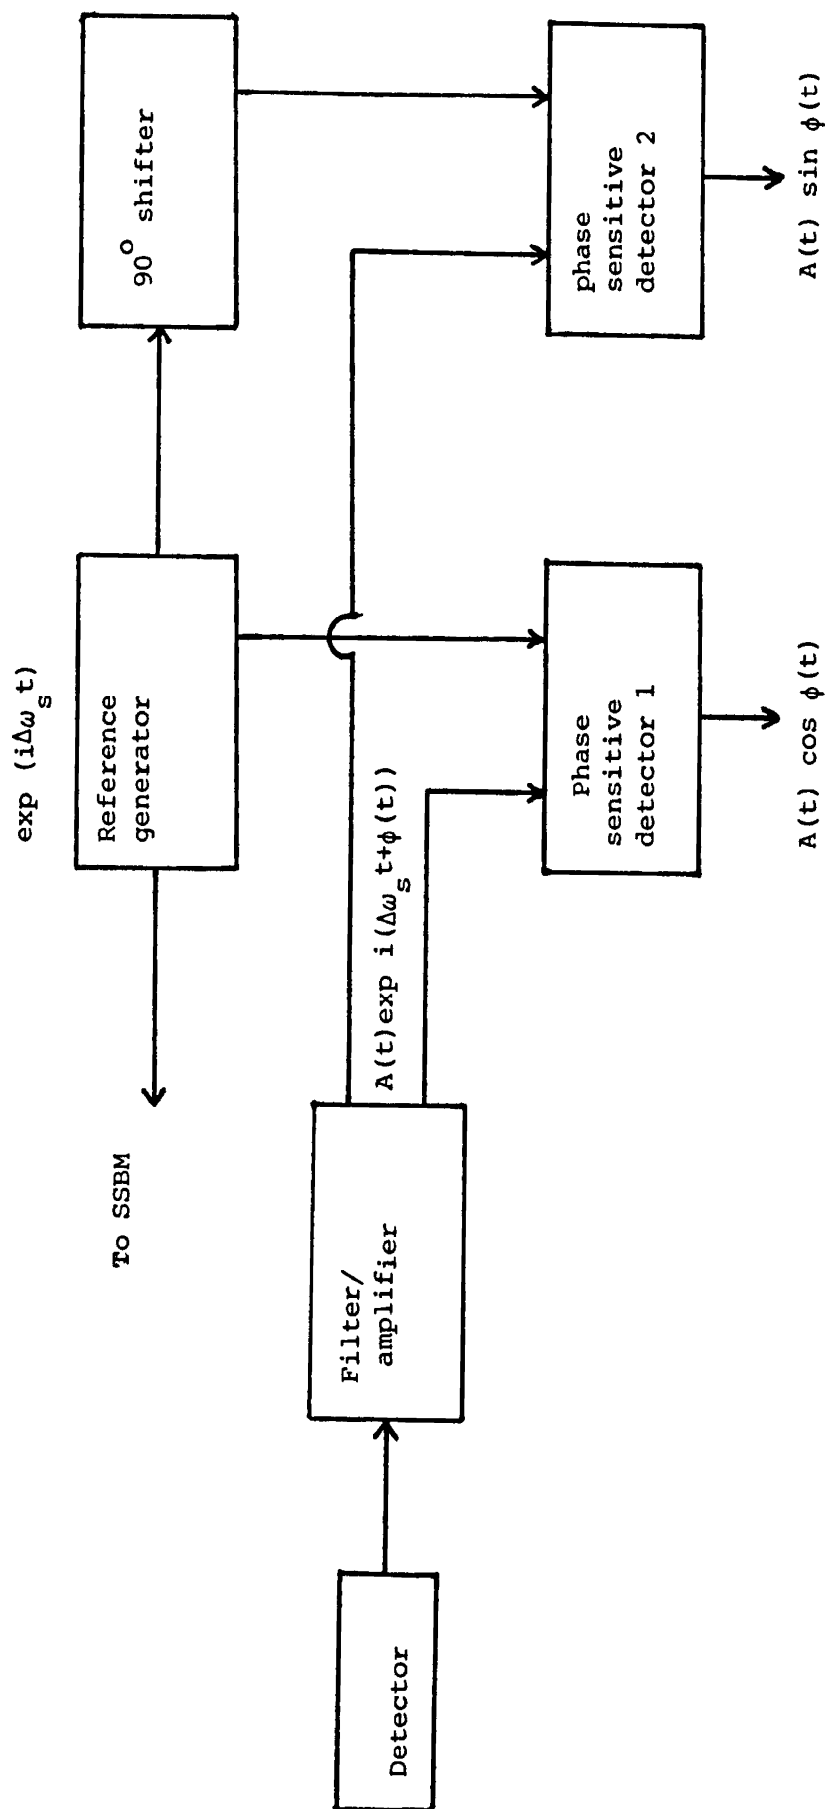 exp (iΔω_s t)
Reference
generator
90° shifter
To SSBM
Detector
Filter/
amplifier
A(t)exp i(Δω_s t+φ(t))
Phase
sensitive
detector 1
phase
sensitive
detector 2
A(t) cos φ(t)
A(t) sin φ(t)